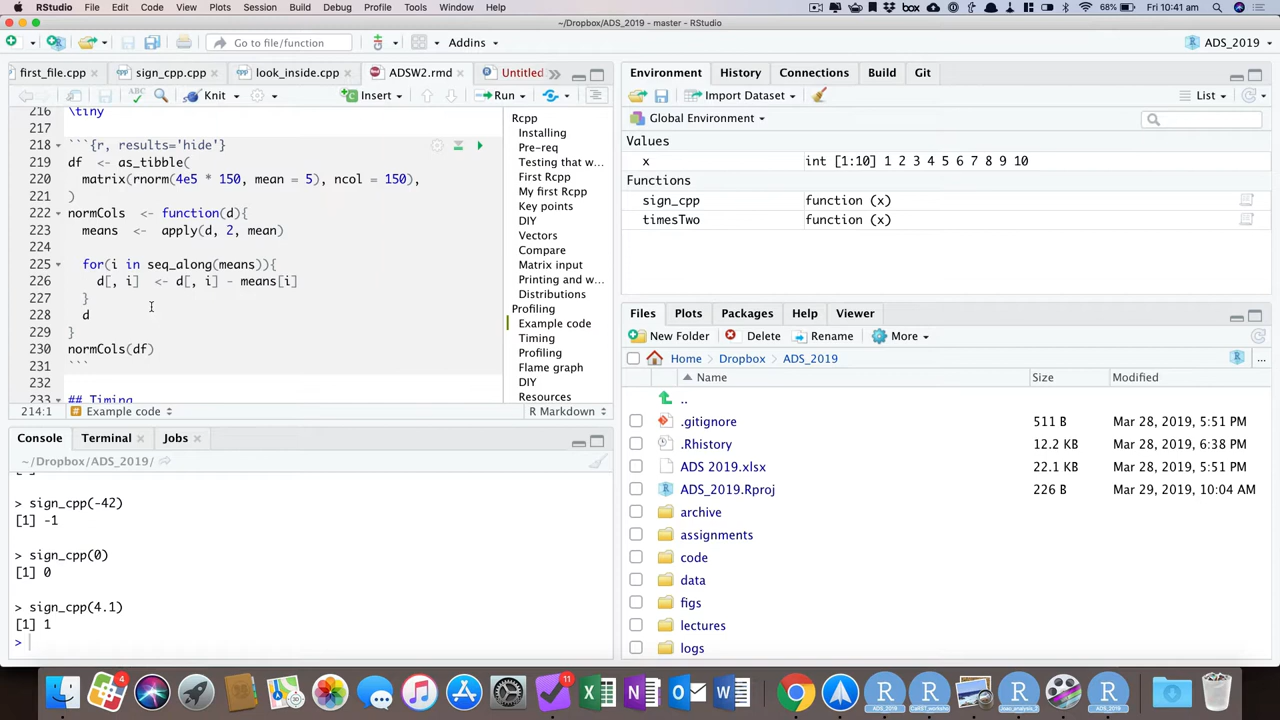 RStudio File Edit Code View Plots Session Build Debug Profile Tools Window Help 68% Fri 10:41 am
~/Dropbox/ADS_2019 - master - RStudio
Go to file/function Addins ADS_2019
first_file.cpp sign_cpp.cpp look_inside.cpp ADSW2.rmd Untitled
Knit Insert Run
216 \tiny
217
218 ```{r, results='hide'}
219 df <- as_tibble(
220 matrix(rnorm(4e5 * 150, mean = 5), ncol = 150),
221 )
222 normCols <- function(d){
223 means <- apply(d, 2, mean)
224
225 for(i in seq_along(means)){
226 d[, i] <- d[, i] - means[i]
227 }
228 d
229 }
230 normCols(df)
231 ```
232
233 ## Timing
214:1 Example code R Markdown
Rcpp
Installing
Pre-req
Testing that w...
First Rcpp
My first Rcpp
Key points
DIY
Vectors
Compare
Matrix input
Printing and w...
Distributions
Profiling
Example code
Timing
Profiling
Flame graph
DIY
Resources
Console Terminal Jobs
~/Dropbox/ADS_2019/
> sign_cpp(-42)
[1] -1
> sign_cpp(0)
[1] 0
> sign_cpp(4.1)
[1] 1
>
Environment History Connections Build Git
Import Dataset List
Global Environment
Values
x int [1:10] 1 2 3 4 5 6 7 8 9 10
Functions
sign_cpp function (x)
timesTwo function (x)
Files Plots Packages Help Viewer
New Folder Delete Rename More
Home Dropbox ADS_2019 ...
Name Size Modified
..
.gitignore 511 B Mar 28, 2019, 5:51 PM
.Rhistory 12.2 KB Mar 28, 2019, 6:38 PM
ADS 2019.xlsx 22.1 KB Mar 28, 2019, 5:51 PM
ADS_2019.Rproj 226 B Mar 29, 2019, 10:04 AM
archive
assignments
code
data
figs
lectures
logs
4 11
ADS_2019 ADS_2019